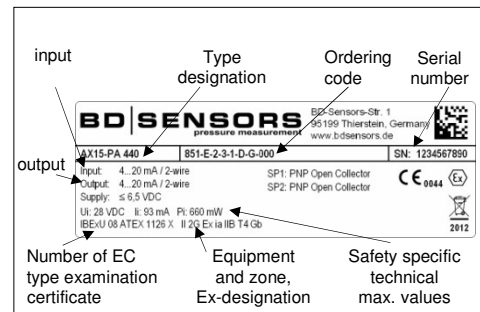 input
Type designation
Ordering code
Serial number
BD|SENSORS
pressure measurement
BD-Sensors-Str. 1
95199 Thierstein, Germany
www.bdsensors.de
AX15-PA 440
851-E-2-3-1-D-G-000
SN: 1234567890
output
Input: 4...20 mA / 2-wire
Output: 4...20 mA / 2-wire
Supply: ≤ 6,5 VDC
SP1: PNP Open Collector
SP2: PNP Open Collector
CE 0044
Ex
Ui: 28 VDC Ii: 93 mA Pi: 660 mW
IBExU 08 ATEX 1126 X II 2G Ex ia IIB T4 Gb
2012
Number of EC
type examination
certificate
Equipment
and zone,
Ex-designation
Safety specific
technical
max. values